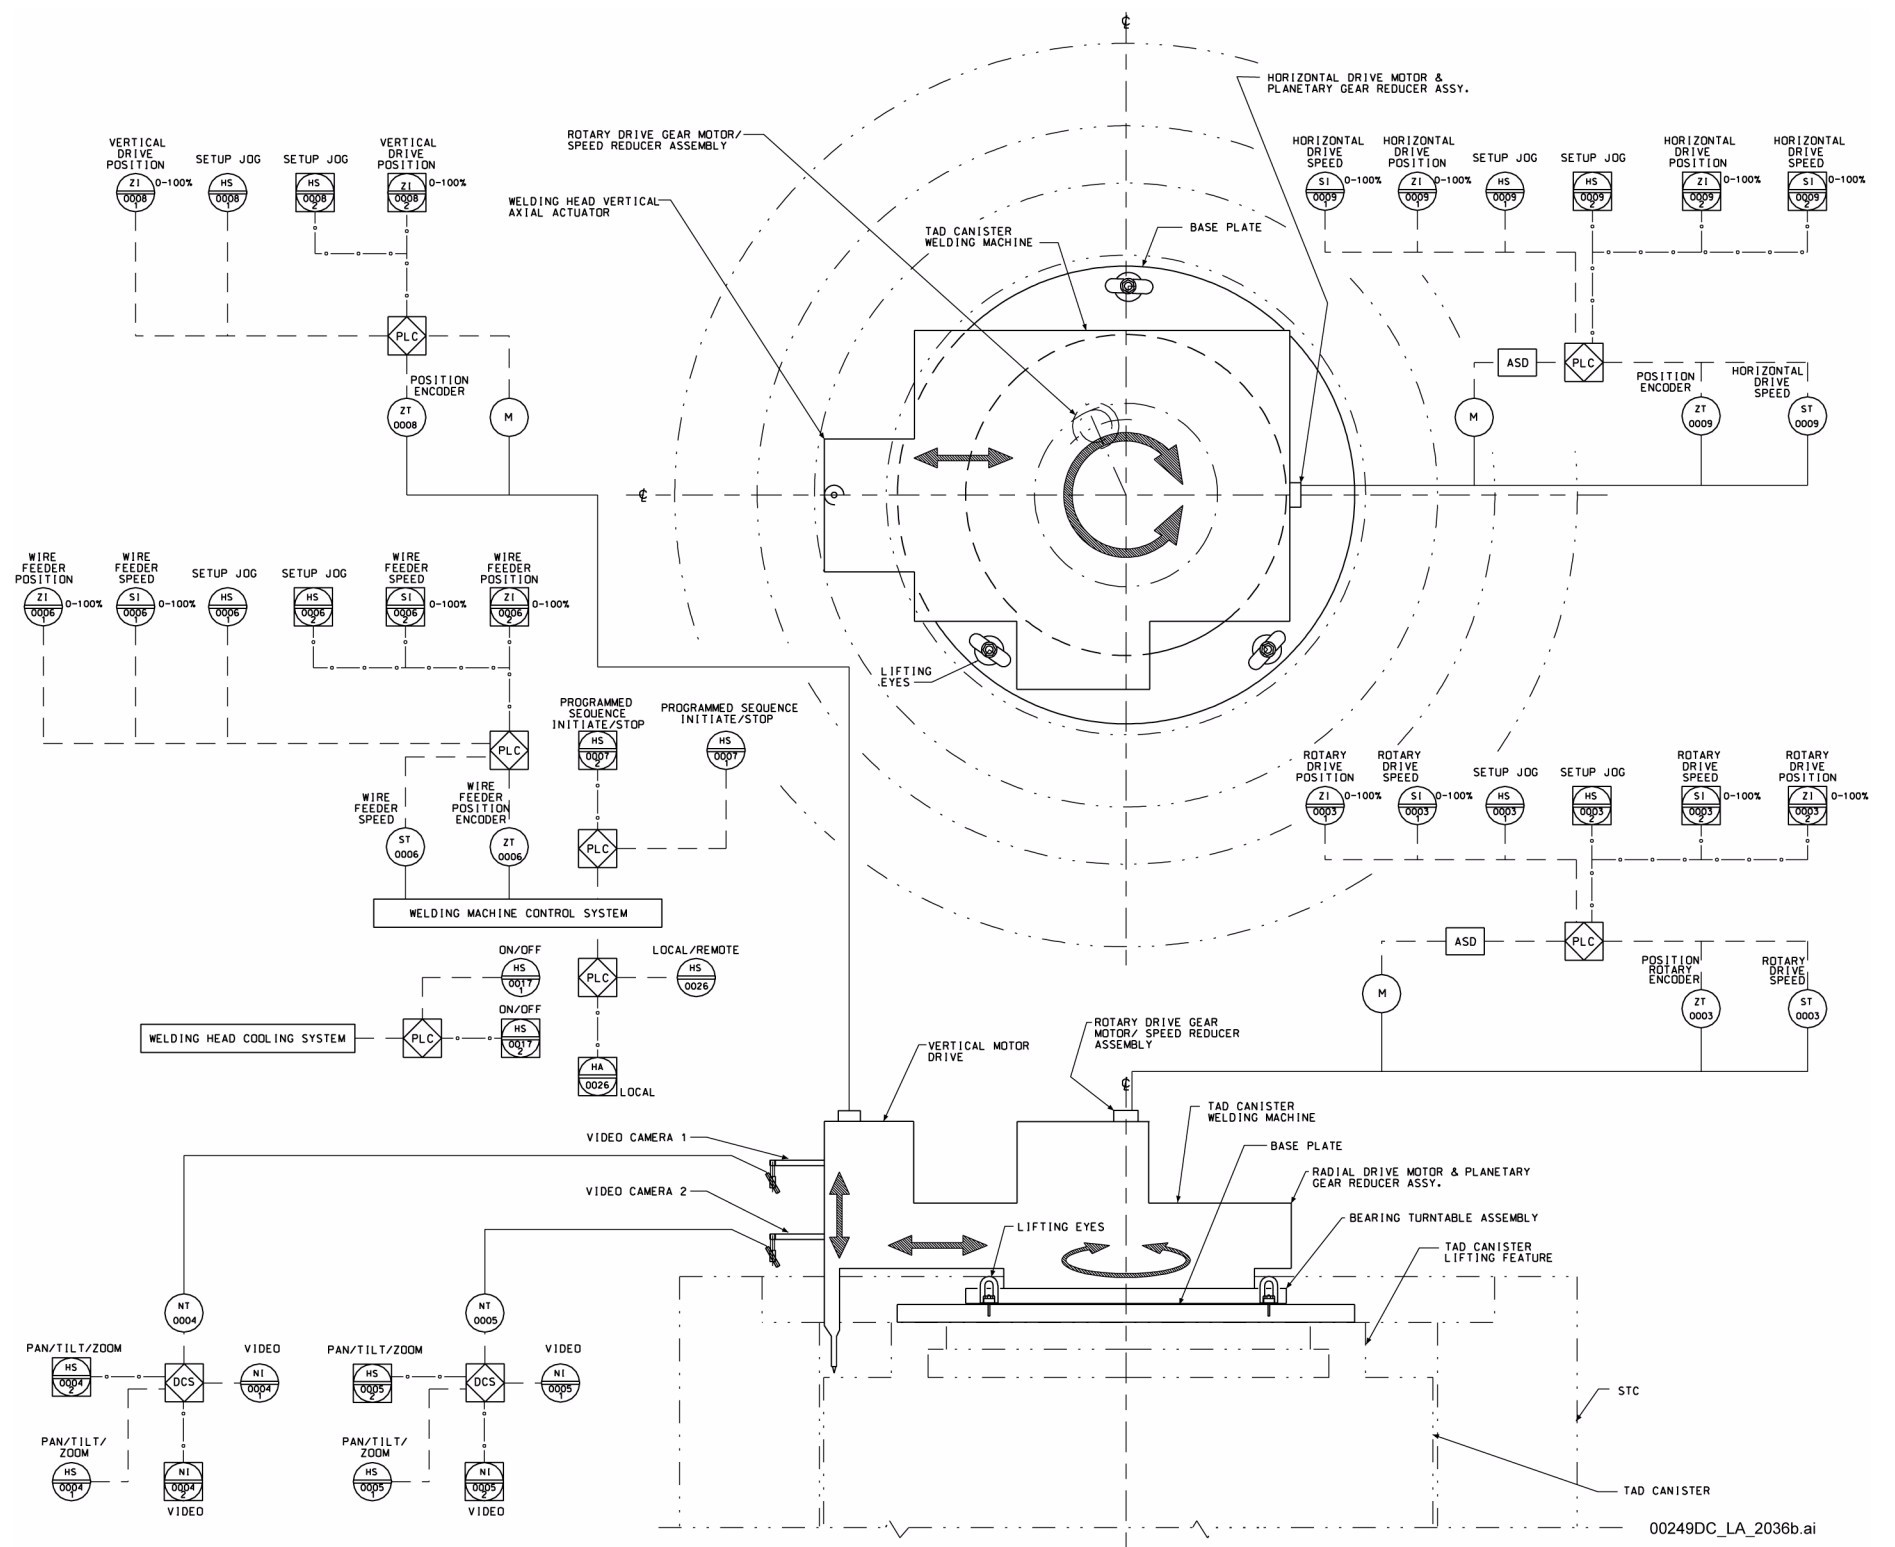 ℄
HORIZONTAL DRIVE MOTOR &
PLANETARY GEAR REDUCER ASSY.
ROTARY DRIVE GEAR MOTOR/
SPEED REDUCER ASSEMBLY
WELDING HEAD VERTICAL
AXIAL ACTUATOR
TAD CANISTER
WELDING MACHINE
BASE PLATE
LIFTING
EYES
℄
VERTICAL
DRIVE
POSITION
ZI
0008
1
0-100%
SETUP JOG
HS
0008
1
SETUP JOG
HS
0008
2
VERTICAL
DRIVE
POSITION
ZI
0008
2
0-100%
PLC
POSITION
ENCODER
ZT
0008
M
HORIZONTAL
DRIVE
SPEED
SI
0009
1
0-100%
HORIZONTAL
DRIVE
POSITION
ZI
0009
1
0-100%
SETUP JOG
HS
0009
1
SETUP JOG
HS
0009
2
HORIZONTAL
DRIVE
POSITION
ZI
0009
2
0-100%
HORIZONTAL
DRIVE
SPEED
SI
0009
2
0-100%
ASD
PLC
M
POSITION
ENCODER
ZT
0009
HORIZONTAL
DRIVE
SPEED
ST
0009
WIRE
FEEDER
POSITION
ZI
0006
1
0-100%
WIRE
FEEDER
SPEED
SI
0006
1
0-100%
SETUP JOG
HS
0006
1
SETUP JOG
HS
0006
2
WIRE
FEEDER
SPEED
SI
0006
2
0-100%
WIRE
FEEDER
POSITION
ZI
0006
2
0-100%
PLC
WIRE
FEEDER
SPEED
ST
0006
WIRE
FEEDER
POSITION
ENCODER
ZT
0006
PROGRAMMED
SEQUENCE
INITIATE/STOP
HS
0007
2
PROGRAMMED SEQUENCE
INITIATE/STOP
HS
0007
1
PLC
WELDING MACHINE CONTROL SYSTEM
ON/OFF
HS
0017
1
ON/OFF
HS
0017
2
PLC
LOCAL/REMOTE
HS
0026
WELDING HEAD COOLING SYSTEM
PLC
HA
0026
LOCAL
ROTARY
DRIVE
POSITION
ZI
0003
1
0-100%
ROTARY
DRIVE
SPEED
SI
0003
1
0-100%
SETUP JOG
HS
0003
1
SETUP JOG
HS
0003
2
ROTARY
DRIVE
SPEED
SI
0003
2
0-100%
ROTARY
DRIVE
POSITION
ZI
0003
2
0-100%
ASD
PLC
M
POSITION
ROTARY
ENCODER
ZT
0003
ROTARY
DRIVE
SPEED
ST
0003
VERTICAL MOTOR
DRIVE
ROTARY DRIVE GEAR
MOTOR/ SPEED REDUCER
ASSEMBLY
℄
TAD CANISTER
WELDING MACHINE
BASE PLATE
RADIAL DRIVE MOTOR & PLANETARY
GEAR REDUCER ASSY.
BEARING TURNTABLE ASSEMBLY
TAD CANISTER
LIFTING FEATURE
LIFTING EYES
VIDEO CAMERA 1
VIDEO CAMERA 2
NT
0004
PAN/TILT/ZOOM
HS
0004
2
DCS
VIDEO
NI
0004
1
PAN/TILT/
ZOOM
HS
0004
1
NI
0004
2
VIDEO
NT
0005
PAN/TILT/ZOOM
HS
0005
2
DCS
VIDEO
NI
0005
1
PAN/TILT/
ZOOM
HS
0005
1
NI
0005
2
VIDEO
STC
TAD CANISTER
00249DC_LA_2036b.ai